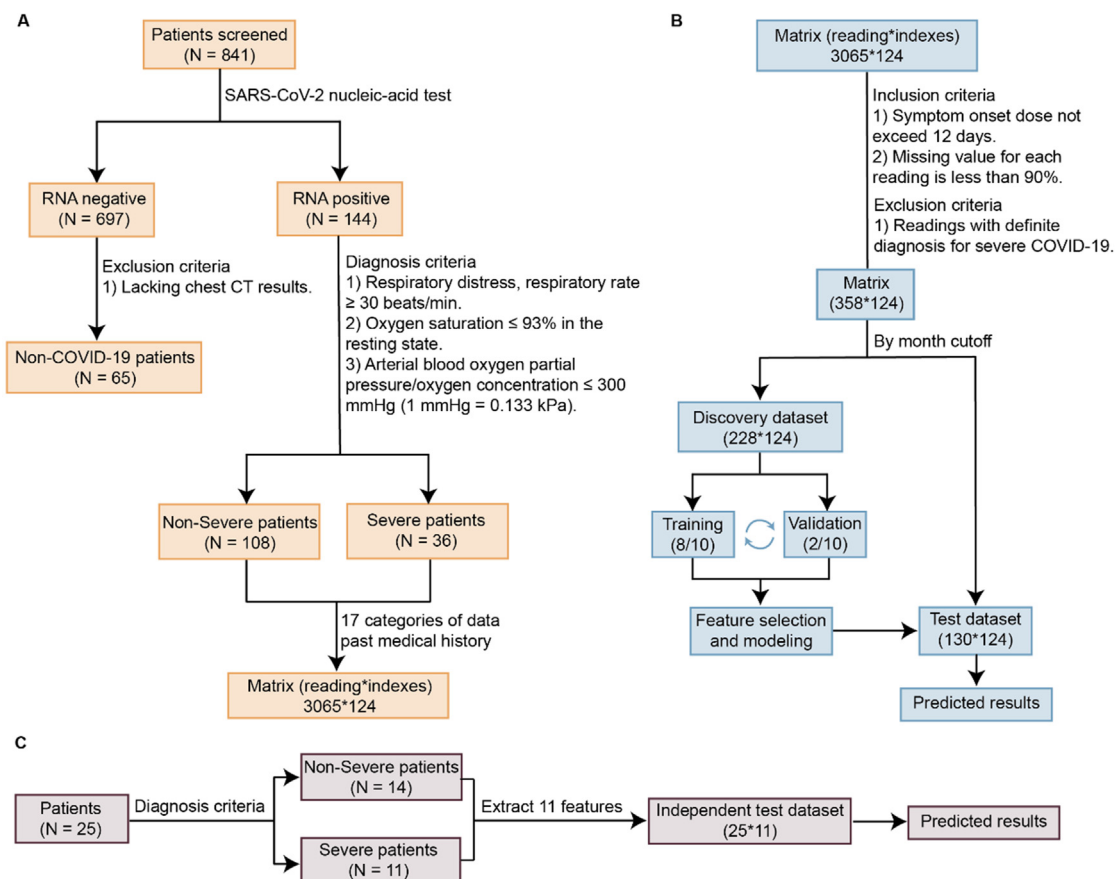 A
Patients screened
(N = 841)
SARS-CoV-2 nucleic-acid test
RNA negative
(N = 697)
RNA positive
(N = 144)
Exclusion criteria
1) Lacking chest CT results.
Non-COVID-19 patients
(N = 65)
Diagnosis criteria
1) Respiratory distress, respiratory rate
≥ 30 beats/min.
2) Oxygen saturation ≤ 93% in the
resting state.
3) Arterial blood oxygen partial
pressure/oxygen concentration ≤ 300
mmHg (1 mmHg = 0.133 kPa).
Non-Severe patients
(N = 108)
Severe patients
(N = 36)
17 categories of data
past medical history
Matrix (reading*indexes)
3065*124
B
Matrix (reading*indexes)
3065*124
Inclusion criteria
1) Symptom onset dose not
exceed 12 days.
2) Missing value for each
reading is less than 90%.
Exclusion criteria
1) Readings with definite
diagnosis for severe COVID-19.
Matrix
(358*124)
By month cutoff
Discovery dataset
(228*124)
Training
(8/10)
Validation
(2/10)
Feature selection
and modeling
Test dataset
(130*124)
Predicted results
C
Patients
(N = 25)
Diagnosis criteria
Non-Severe patients
(N = 14)
Severe patients
(N = 11)
Extract 11 features
Independent test dataset
(25*11)
Predicted results